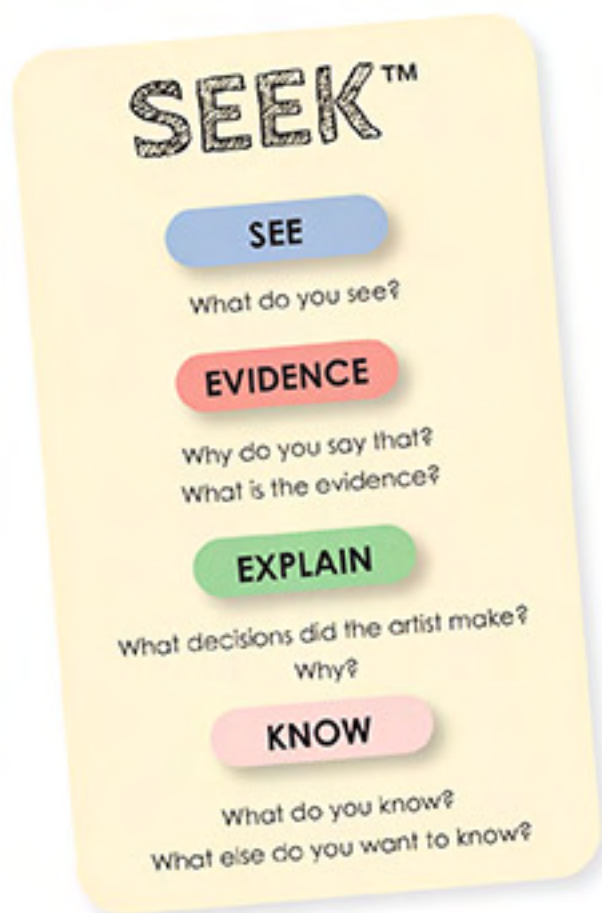 SEEK™
SEE
What do you see?
EVIDENCE
Why do you say that?
What is the evidence?
EXPLAIN
What decisions did the artist make?
Why?
KNOW
What do you know?
What else do you want to know?